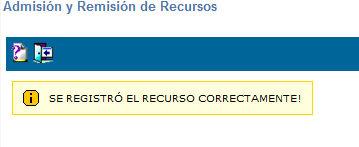 Admisión y Remisión de Recursos
SE REGISTRÓ EL RECURSO CORRECTAMENTE!